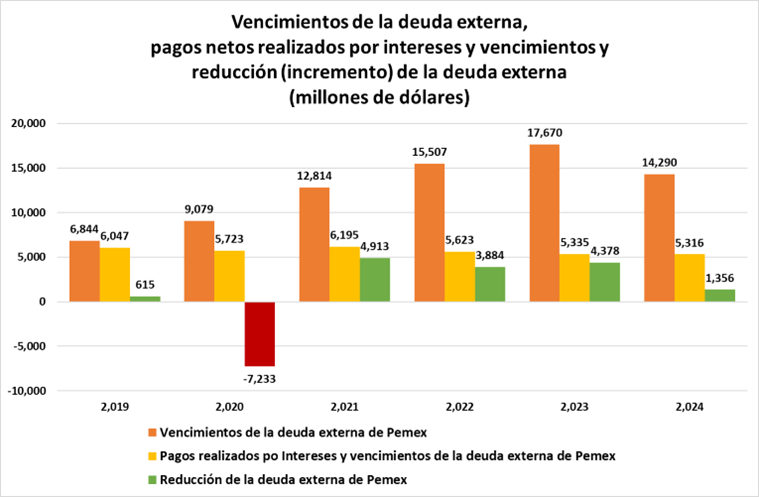 Vencimientos de la deuda externa,
pagos netos realizados por intereses y vencimientos y
reducción (incremento) de la deuda externa
(millones de dólares)
20,000
17,670
15,507
15,000
14,290
12,814
10,000
9,079
6,844 6,047
5,723
6,195 4,913
5,623
3,884
5,335 4,378
5,316
1,356
5,000
615
0
-5,000
-7,233
-10,000
2,019 2,020 2,021 2,022 2,023 2,024
Vencimientos de la deuda externa de Pemex
Pagos realizados po Intereses y vencimientos de la deuda externa de Pemex
Reducción de la deuda externa de Pemex